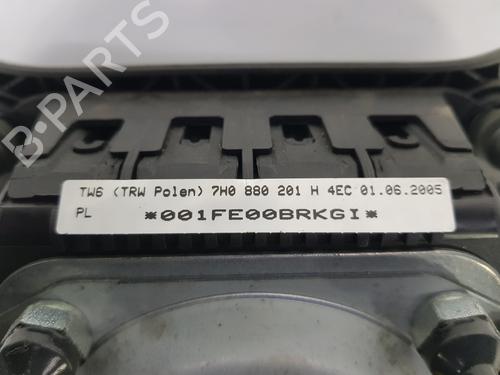 B-PARTS
TW6 (TRW Polen) 7H0 880 201 H 4EC 01.06.2005
PL *001FE00BRKGI*